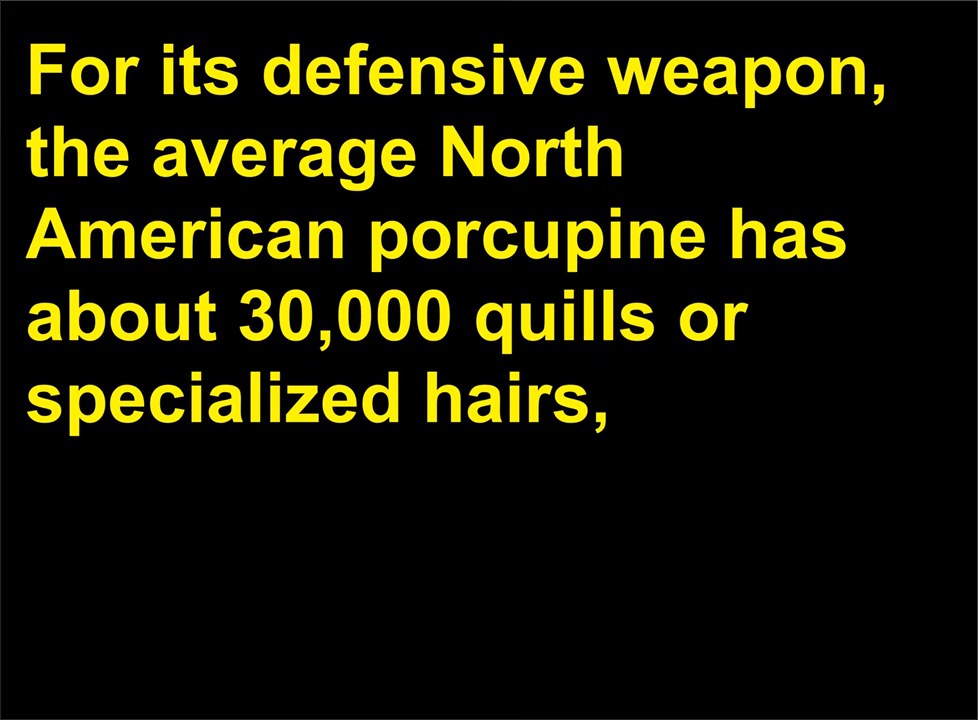 For its defensive weapon,
the average North
American porcupine has
about 30,000 quills or
specialized hairs,